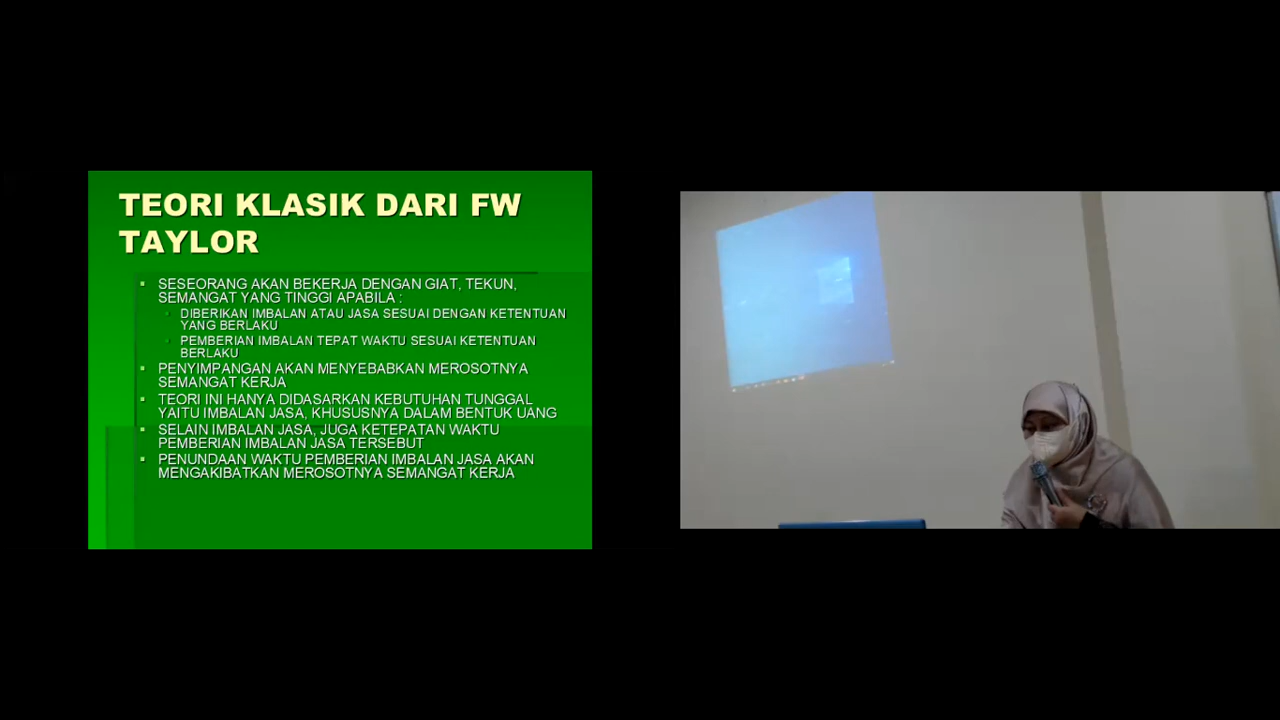 TEORI KLASIK DARI FW
TAYLOR
SESEORANG AKAN BEKERJA DENGAN GIAT, TEKUN,
SEMANGAT YANG TINGGI APABILA :
DIBERIKAN IMBALAN ATAU JASA SESUAI DENGAN KETENTUAN
YANG BERLAKU
PEMBERIAN IMBALAN TEPAT WAKTU SESUAI KETENTUAN
BERLAKU
PENYIMPANGAN AKAN MENYEBABKAN MEROSOTNYA
SEMANGAT KERJA
TEORI INI HANYA DIDASARKAN KEBUTUHAN TUNGGAL
YAITU IMBALAN JASA, KHUSUSNYA DALAM BENTUK UANG
SELAIN IMBALAN JASA, JUGA KETEPATAN WAKTU
PEMBERIAN IMBALAN JASA TERSEBUT
PENUNDAAN WAKTU PEMBERIAN IMBALAN JASA AKAN
MENGAKIBATKAN MEROSOTNYA SEMANGAT KERJA